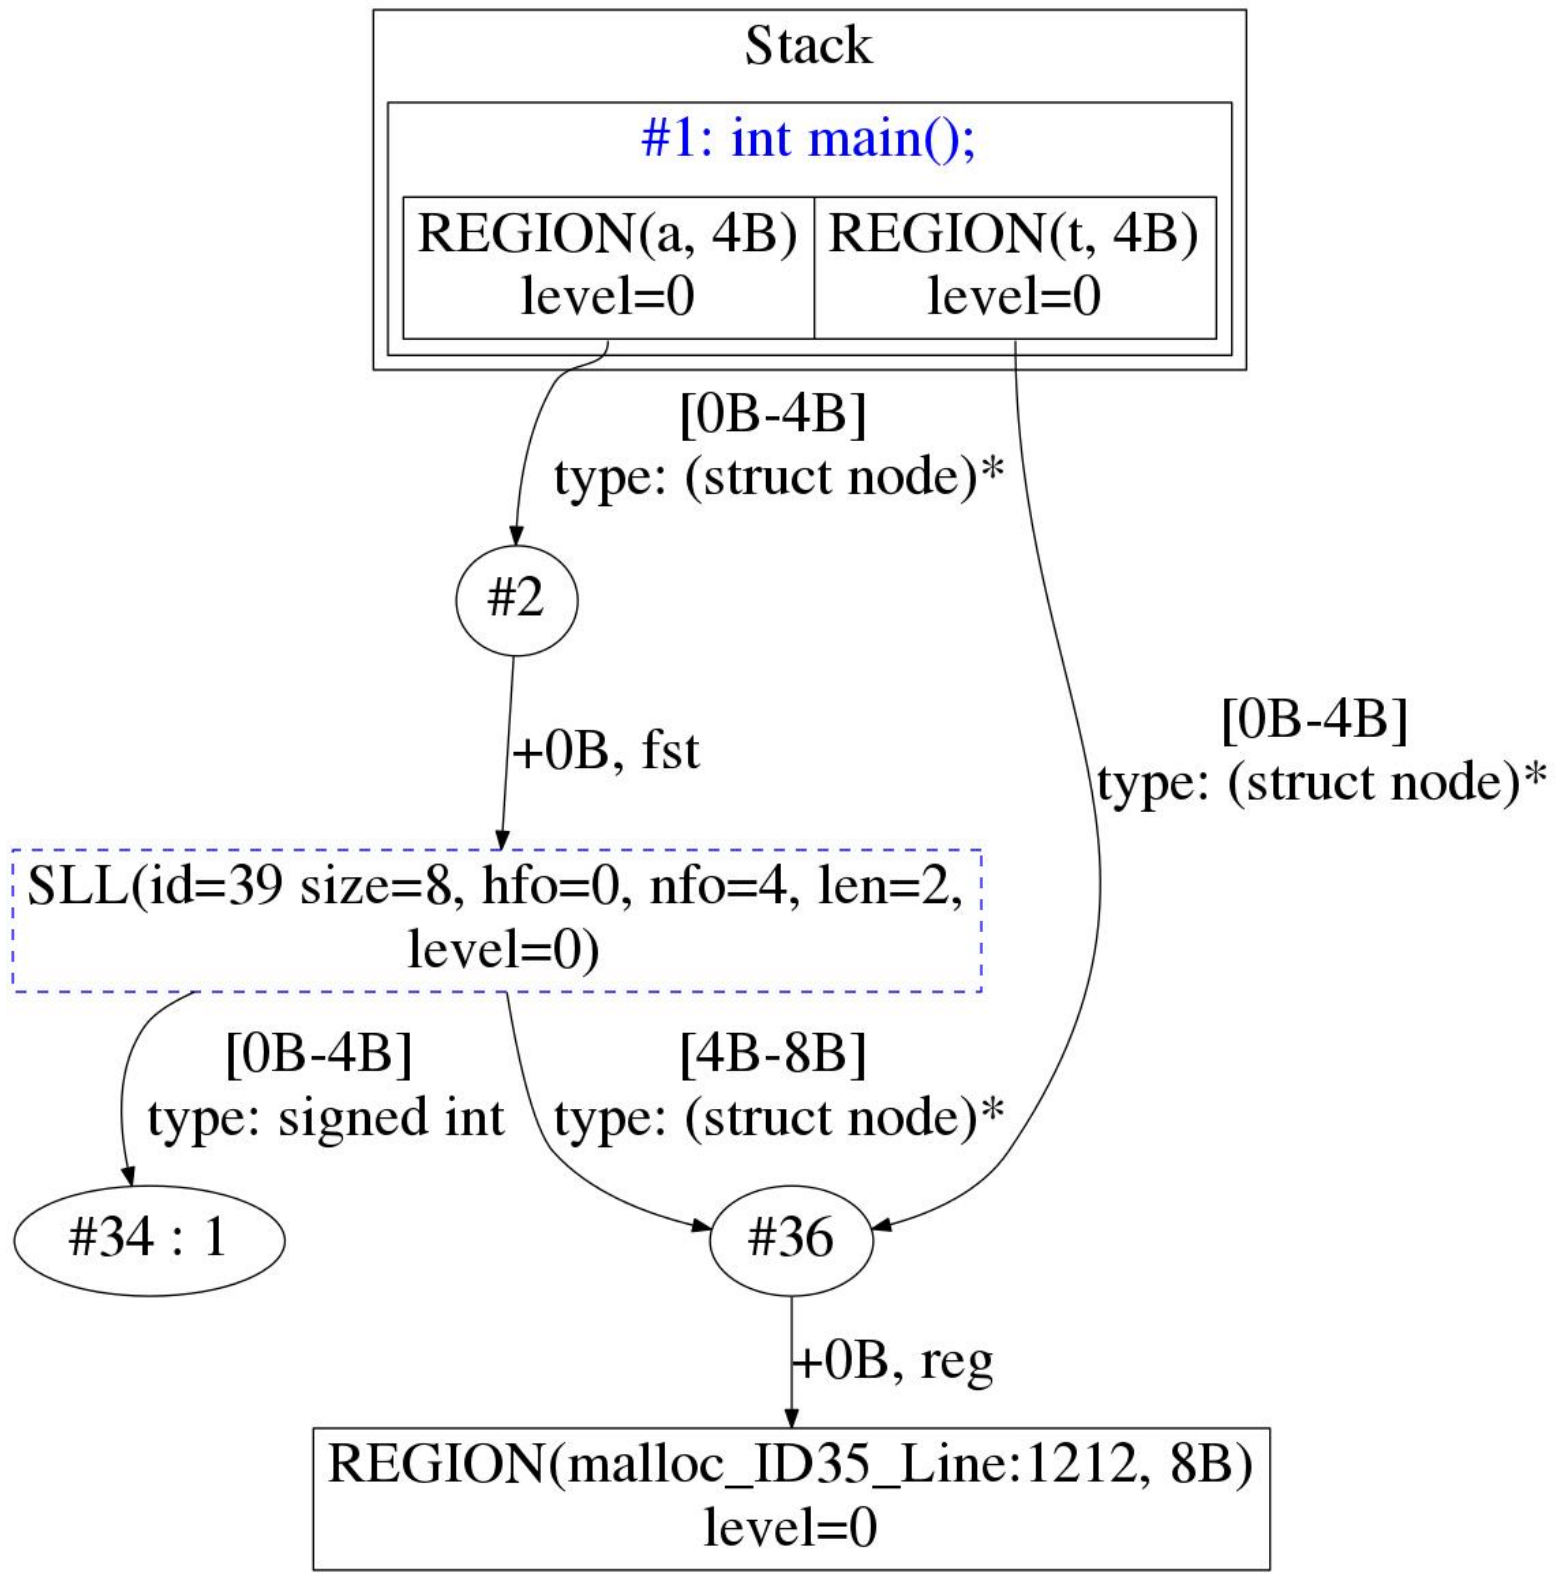 Stack
#1: int main();
REGION(a, 4B)
level=0
REGION(t, 4B)
level=0
[0B-4B]
type: (struct node)*
#2
+0B, fst
[0B-4B]
type: (struct node)*
SLL(id=39 size=8, hfo=0, nfo=4, len=2,
level=0)
[0B-4B]
type: signed int
[4B-8B]
type: (struct node)*
#34 : 1
#36
+0B, reg
REGION(malloc_ID35_Line:1212, 8B)
level=0